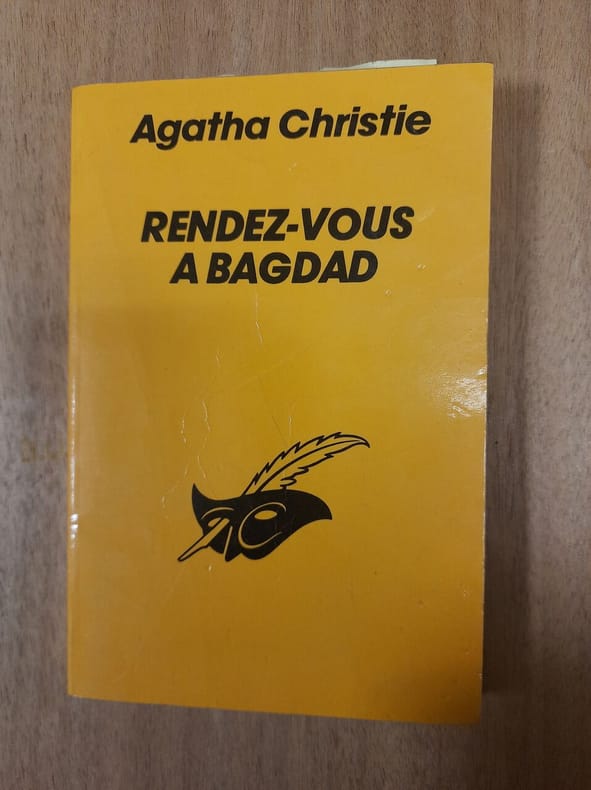 Agatha Christie
RENDEZ-VOUS
A BAGDAD